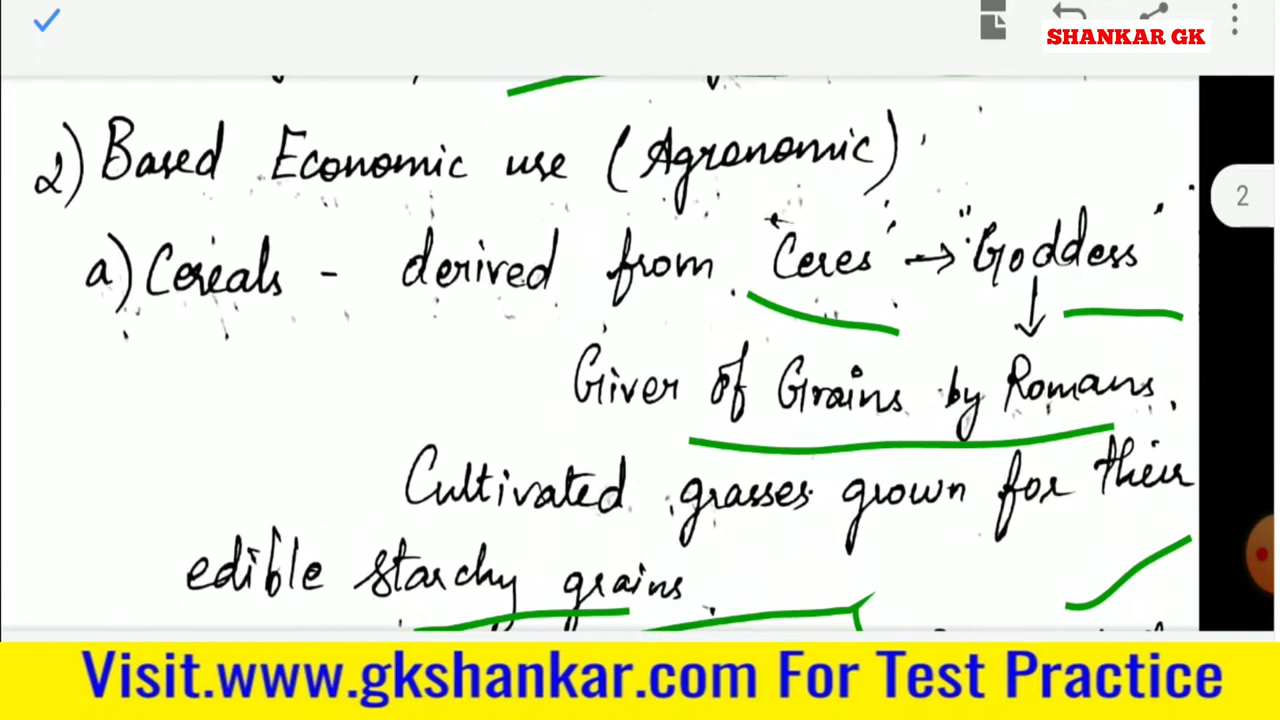 SHANKAR GK
2) Based Economic use (Agronomic)
2
a) Cereals - derived from "Ceres" → "Goddess"
↓
Giver of Grains by Romans.
Cultivated grasses grown for their
edible starchy grains.
Visit.www.gkshankar.com For Test Practice